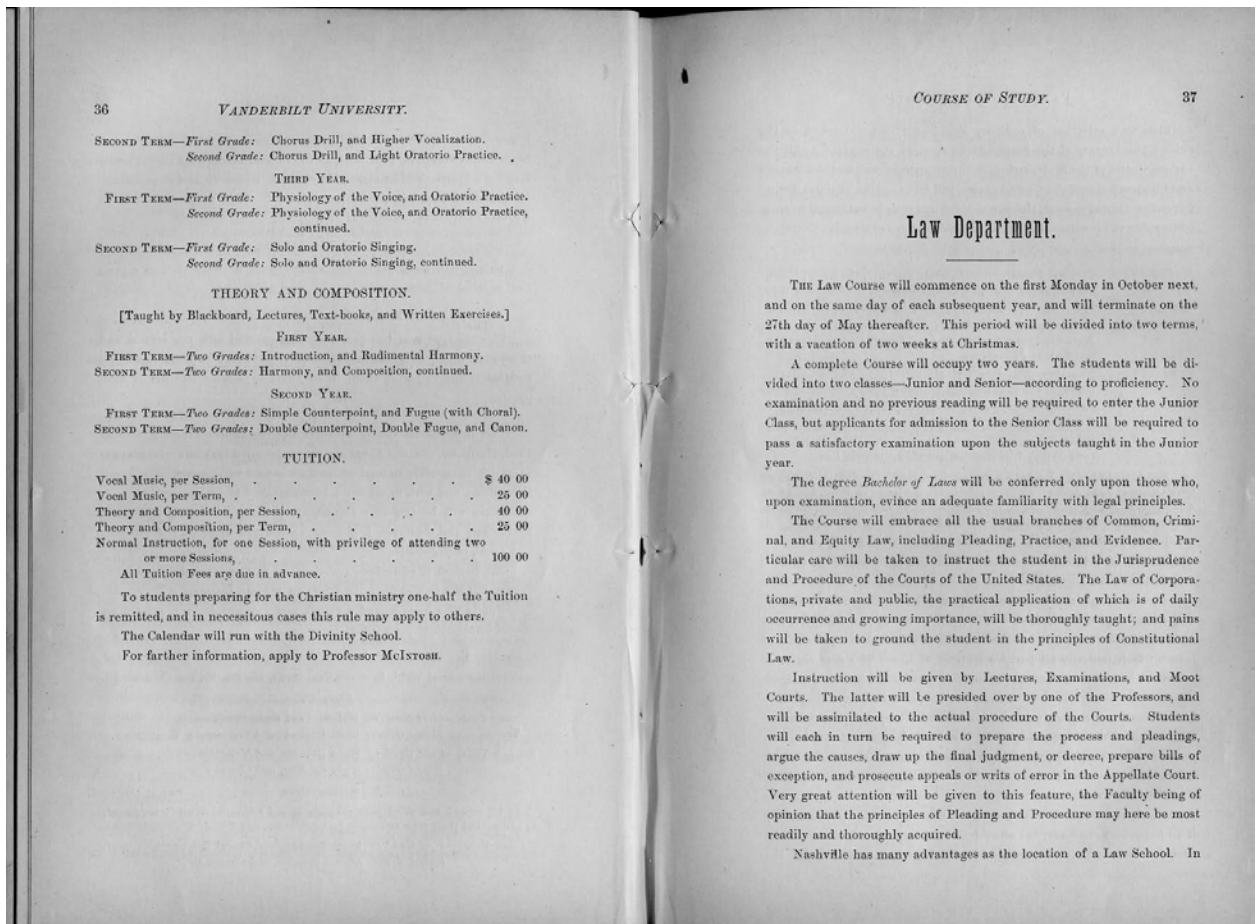 36 VANDERBILT UNIVERSITY.
SECOND TERM—First Grade: Chorus Drill, and Higher Vocalization.
Second Grade: Chorus Drill, and Light Oratorio Practice.
THIRD YEAR.
FIRST TERM—First Grade: Physiology of the Voice, and Oratorio Practice.
Second Grade: Physiology of the Voice, and Oratorio Practice,
continued.
SECOND TERM—First Grade: Solo and Oratorio Singing.
Second Grade: Solo and Oratorio Singing, continued.
THEORY AND COMPOSITION.
[Taught by Blackboard, Lectures, Text-books, and Written Exercises.]
FIRST YEAR.
FIRST TERM—Two Grades: Introduction, and Rudimental Harmony.
SECOND TERM—Two Grades: Harmony, and Composition, continued.
SECOND YEAR.
FIRST TERM—Two Grades: Simple Counterpoint, and Fugue (with Choral).
SECOND TERM—Two Grades: Double Counterpoint, Double Fugue, and Canon.
TUITION.
Vocal Music, per Session, . . . . . . $ 40 00
Vocal Music, per Term, . . . . . . . 25 00
Theory and Composition, per Session, . . . . 40 00
Theory and Composition, per Term, . . . . . 25 00
Normal Instruction, for one Session, with privilege of attending two
or more Sessions, . . . . . . 100 00
All Tuition Fees are due in advance.
To students preparing for the Christian ministry one-half the Tuition
is remitted, and in necessitous cases this rule may apply to others.
The Calendar will run with the Divinity School.
For farther information, apply to Professor MCINTOSH.
COURSE OF STUDY. 37
Law Department.
THE Law Course will commence on the first Monday in October next,
and on the same day of each subsequent year, and will terminate on the
27th day of May thereafter. This period will be divided into two terms,
with a vacation of two weeks at Christmas.
A complete Course will occupy two years. The students will be di-
vided into two classes—Junior and Senior—according to proficiency. No
examination and no previous reading will be required to enter the Junior
Class, but applicants for admission to the Senior Class will be required to
pass a satisfactory examination upon the subjects taught in the Junior
year.
The degree Bachelor of Laws will be conferred only upon those who,
upon examination, evince an adequate familiarity with legal principles.
The Course will embrace all the usual branches of Common, Crimi-
nal, and Equity Law, including Pleading, Practice, and Evidence. Par-
ticular care will be taken to instruct the student in the Jurisprudence
and Procedure of the Courts of the United States. The Law of Corpora-
tions, private and public, the practical application of which is of daily
occurrence and growing importance, will be thoroughly taught; and pains
will be taken to ground the student in the principles of Constitutional
Law.
Instruction will be given by Lectures, Examinations, and Moot
Courts. The latter will be presided over by one of the Professors, and
will be assimilated to the actual procedure of the Courts. Students
will each in turn be required to prepare the process and pleadings,
argue the causes, draw up the final judgment, or decree, prepare bills of
exception, and prosecute appeals or writs of error in the Appellate Court.
Very great attention will be given to this feature, the Faculty being of
opinion that the principles of Pleading and Procedure may here be most
readily and thoroughly acquired.
Nashville has many advantages as the location of a Law School. In